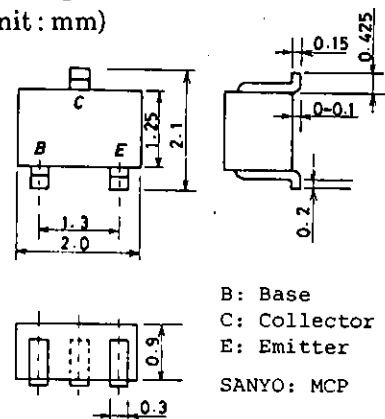 nit : mm)
C
B
E
1.25
2.1
1.3
2.0
0.15
0.425
0~0.1
0.2
0.9
0.3
B: Base
C: Collector
E: Emitter
SANYO: MCP